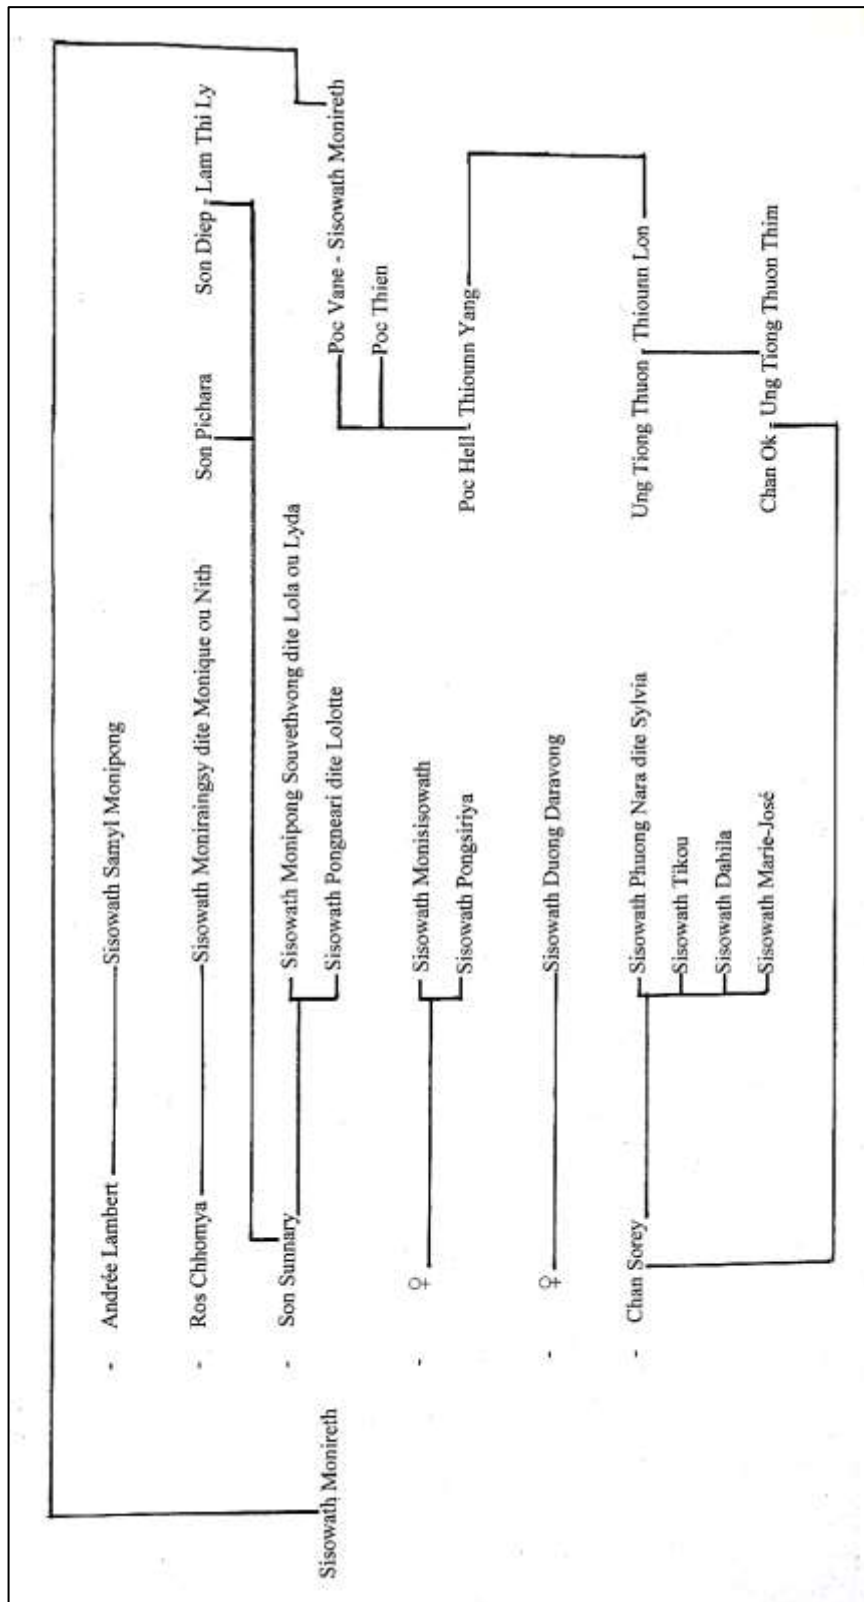 - Andrée Lambert Sisowath Samyl Monipong
- Ros Chhomya Sisowath Moniraingsy dite Monique ou Nith Son Pichara Son Diep - Lam Thi Ly
- Son Sunnary Sisowath Monipong Souvethvong dite Lola ou Lyda
Sisowath Monireth Sisowath Pongneari dite Lolotte Poc Vane - Sisowath Monireth
Poc Thien
- ♀ Sisowath Monisisowath
Sisowath Pongsiriya Poc Hell - Thiounn Yang
- ♀ Sisowath Duong Daravong
- Chan Sorey Sisowath Phuong Nara dite Sylvia Ung Tiong Thuon - Thiounn Lon
Sisowath Tikou
Sisowath Dahila
Sisowath Marie-José Chan Ok - Ung Tiong Thuon Thim